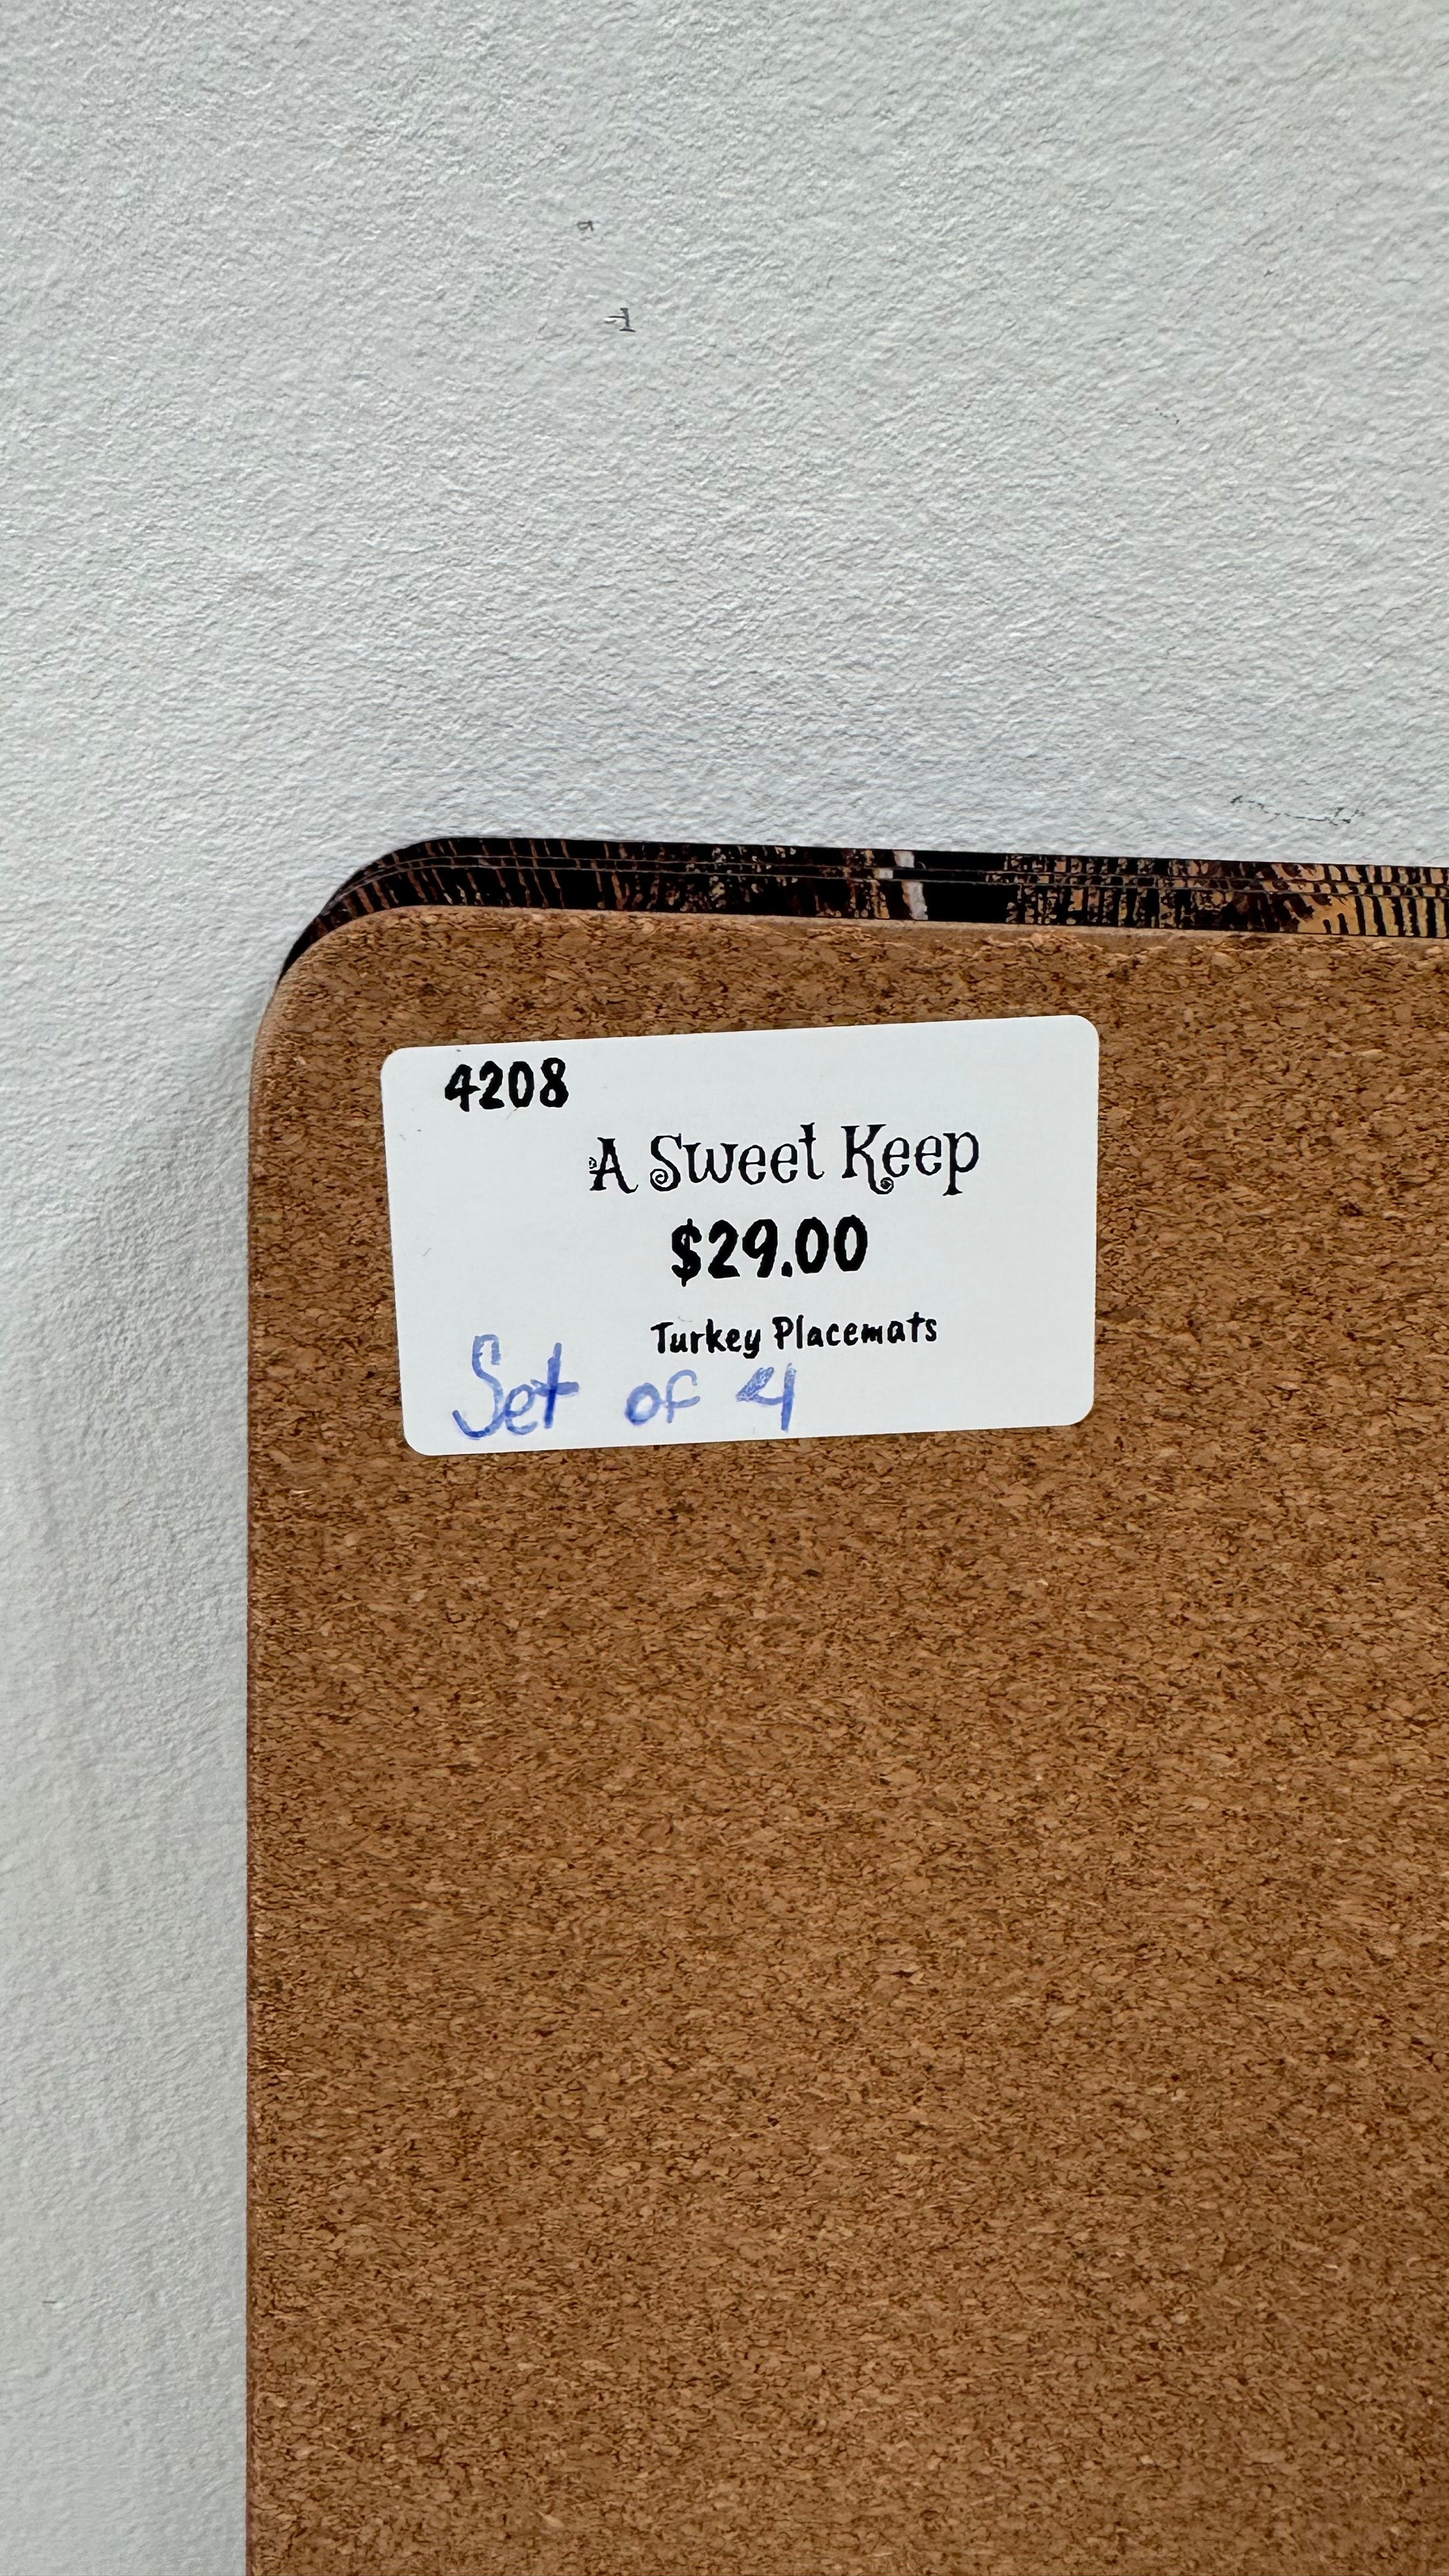 4208
A Sweet Keep
$29.00
Turkey Placemats
Set of 4